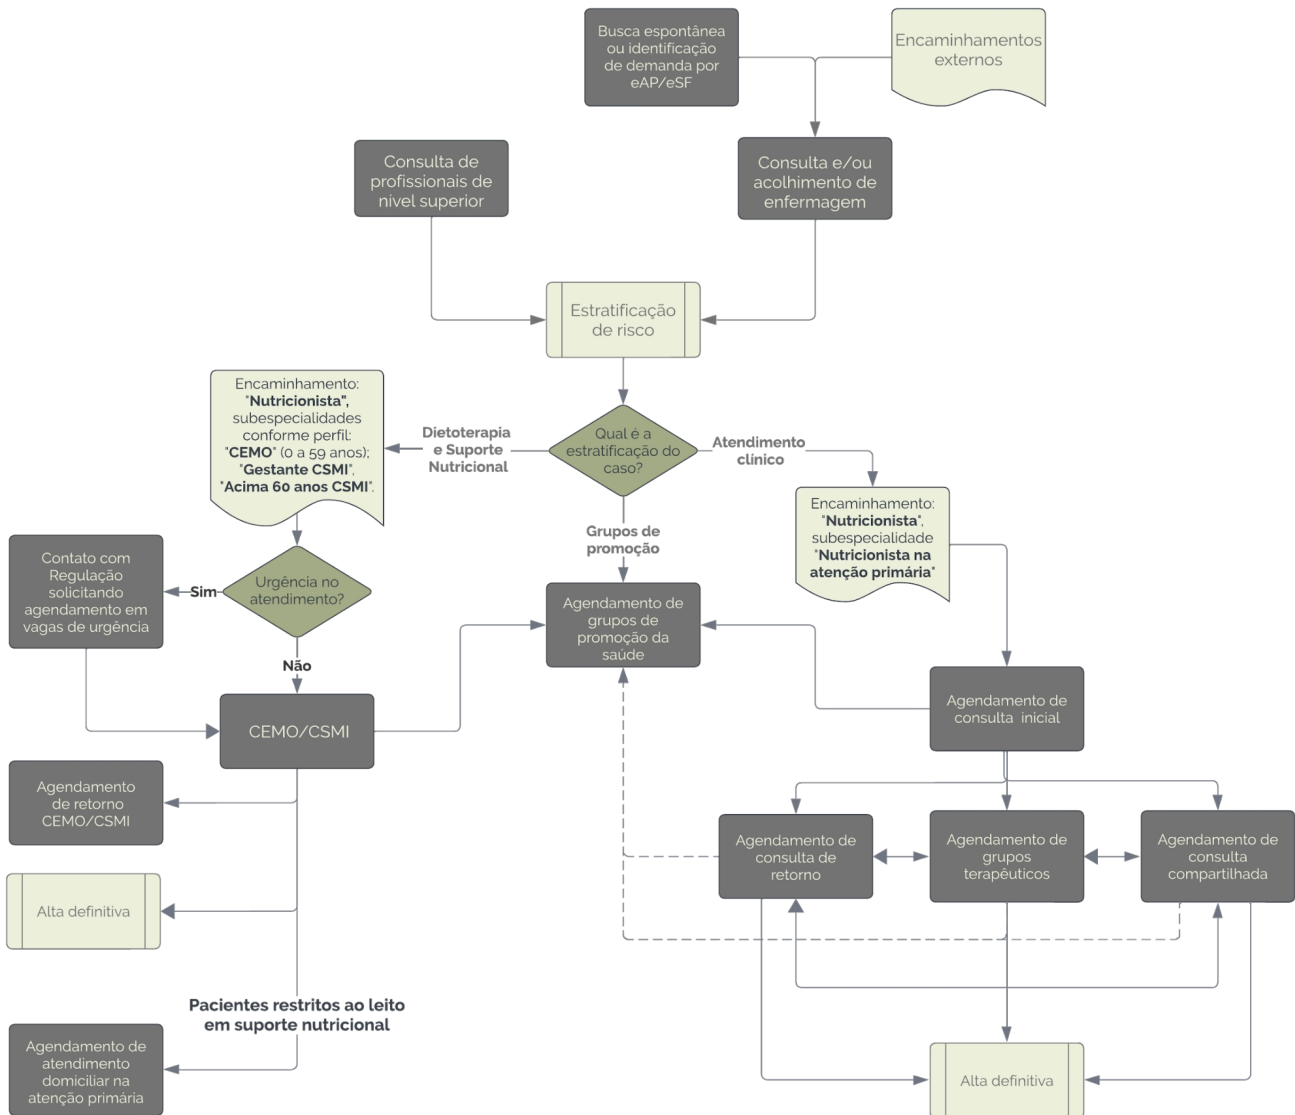 Busca espontânea
ou identificação
de demanda por
eAP/eSF
Encaminhamentos
externos
Consulta de
profissionais de
nivel superior
Consulta e/ou
acolhimento de
enfermagem
Estratificação
de risco
Encaminhamento:
"Nutricionista",
subespecialidades
conforme perfil:
"CEMO" (0 a 59 anos);
"Gestante CSMI",
"Acima 60 anos CSMI".
Dietoterapia
e Suporte
Nutricional
Qual é a
estratificação do
caso?
Atendimento
clínico
Encaminhamento:
"Nutricionista",
subespecialidade
"Nutricionista na
atenção primária"
Grupos de
promoção
Contato com
Regulação
solicitando
agendamento em
vagas de urgência
Sim
Urgência no
atendimento?
Não
Agendamento de
grupos de
promoção da
saúde
CEMO/CSMI
Agendamento de
consulta inicial
Agendamento
de retorno
CEMO/CSMI
Agendamento de
consulta de
retorno
Agendamento de
grupos
terapêuticos
Agendamento de
consulta
compartilhada
Alta definitiva
Pacientes restritos ao leito
em suporte nutricional
Agendamento de
atendimento
domiciliar na
atenção primária
Alta definitiva